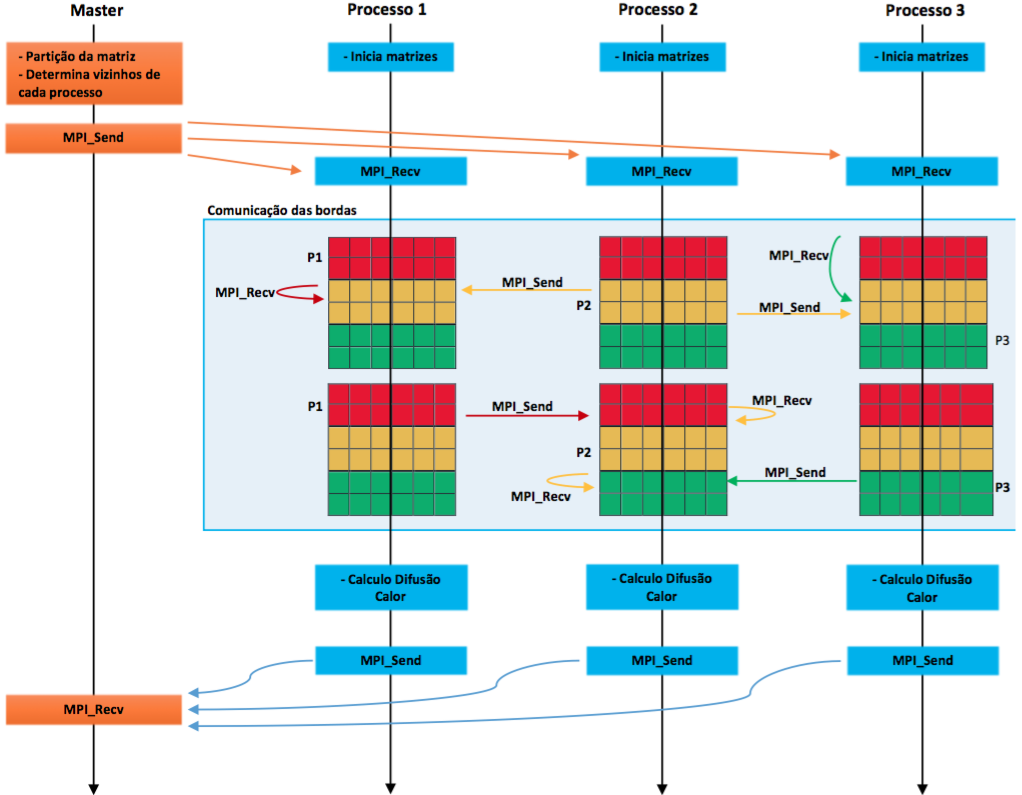 Master
Processo 1
Processo 2
Processo 3
- Partição da matriz
- Determina vizinhos de
cada processo
- Inicia matrizes
- Inicia matrizes
- Inicia matrizes
MPI_Send
MPI_Recv
MPI_Recv
MPI_Recv
Comunicação das bordas
P1
MPI_Recv
MPI_Send
P2
MPI_Recv
MPI_Send
P3
P1
MPI_Send
MPI_Recv
P2
MPI_Recv
MPI_Send
P3
- Calculo Difusão
Calor
- Calculo Difusão
Calor
- Calculo Difusão
Calor
MPI_Send
MPI_Send
MPI_Send
MPI_Recv